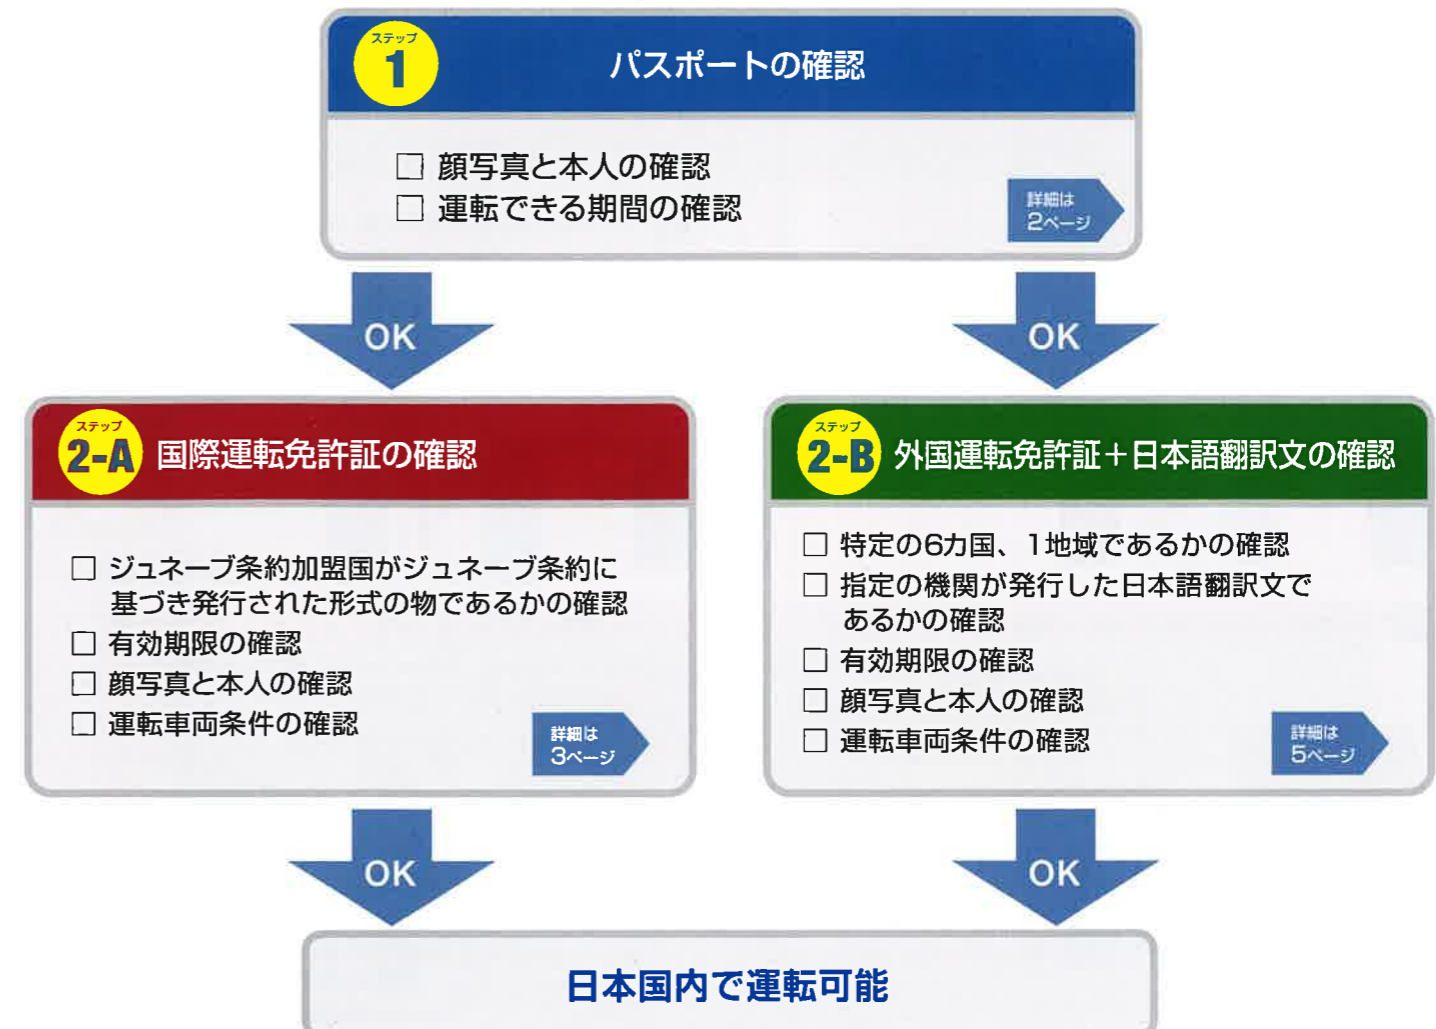 ステップ
1
パスポートの確認
□ 顔写真と本人の確認
□ 運転できる期間の確認
詳細は
2ページ
OK
OK
ステップ
2-A
国際運転免許証の確認
□ ジュネーブ条約加盟国がジュネーブ条約に
基づき発行された形式の物であるかの確認
□ 有効期限の確認
□ 顔写真と本人の確認
□ 運転車両条件の確認
詳細は
3ページ
ステップ
2-B
外国運転免許証＋日本語翻訳文の確認
□ 特定の6カ国、1地域であるかの確認
□ 指定の機関が発行した日本語翻訳文で
あるかの確認
□ 有効期限の確認
□ 顔写真と本人の確認
□ 運転車両条件の確認
詳細は
5ページ
OK
OK
日本国内で運転可能